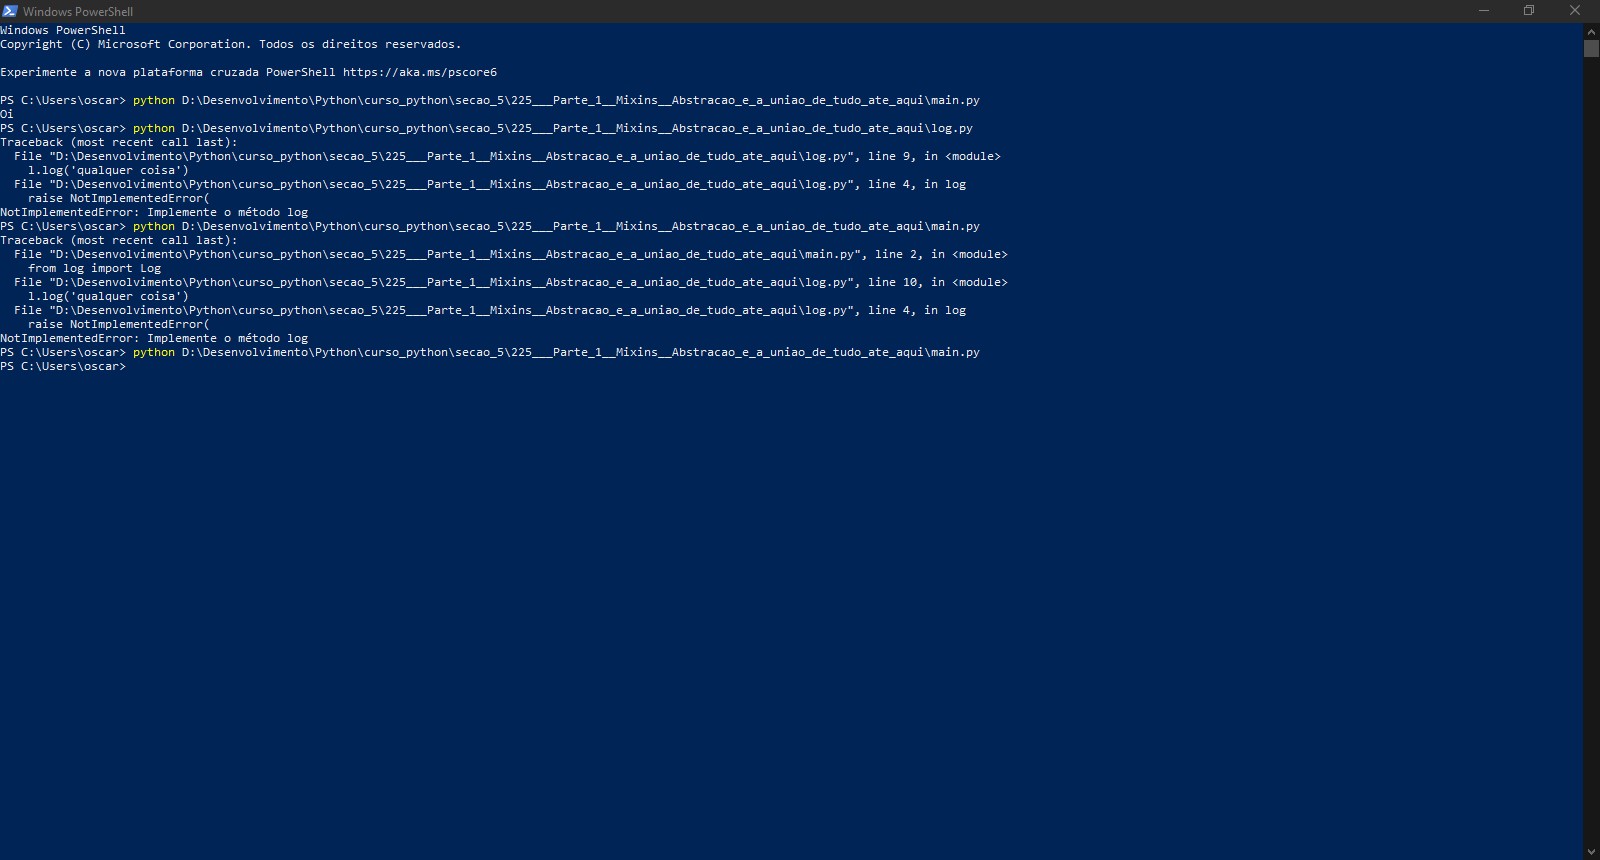 Windows PowerShell
Windows PowerShell
Copyright (C) Microsoft Corporation. Todos os direitos reservados.
Experimente a nova plataforma cruzada PowerShell https://aka.ms/pscore6
PS C:\Users\oscar> python D:\Desenvolvimento\Python\curso_python\secao_5\225___Parte_1__Mixins__Abstracao_e_a_uniao_de_tudo_ate_aqui\main.py
Oi
PS C:\Users\oscar> python D:\Desenvolvimento\Python\curso_python\secao_5\225___Parte_1__Mixins__Abstracao_e_a_uniao_de_tudo_ate_aqui\log.py
Traceback (most recent call last):
  File "D:\Desenvolvimento\Python\curso_python\secao_5\225___Parte_1__Mixins__Abstracao_e_a_uniao_de_tudo_ate_aqui\log.py", line 9, in <module>
    l.log('qualquer coisa')
  File "D:\Desenvolvimento\Python\curso_python\secao_5\225___Parte_1__Mixins__Abstracao_e_a_uniao_de_tudo_ate_aqui\log.py", line 4, in log
    raise NotImplementedError(
NotImplementedError: Implemente o método log
PS C:\Users\oscar> python D:\Desenvolvimento\Python\curso_python\secao_5\225___Parte_1__Mixins__Abstracao_e_a_uniao_de_tudo_ate_aqui\main.py
Traceback (most recent call last):
  File "D:\Desenvolvimento\Python\curso_python\secao_5\225___Parte_1__Mixins__Abstracao_e_a_uniao_de_tudo_ate_aqui\main.py", line 2, in <module>
    from log import Log
  File "D:\Desenvolvimento\Python\curso_python\secao_5\225___Parte_1__Mixins__Abstracao_e_a_uniao_de_tudo_ate_aqui\log.py", line 10, in <module>
    l.log('qualquer coisa')
  File "D:\Desenvolvimento\Python\curso_python\secao_5\225___Parte_1__Mixins__Abstracao_e_a_uniao_de_tudo_ate_aqui\log.py", line 4, in log
    raise NotImplementedError(
NotImplementedError: Implemente o método log
PS C:\Users\oscar> python D:\Desenvolvimento\Python\curso_python\secao_5\225___Parte_1__Mixins__Abstracao_e_a_uniao_de_tudo_ate_aqui\main.py
PS C:\Users\oscar>